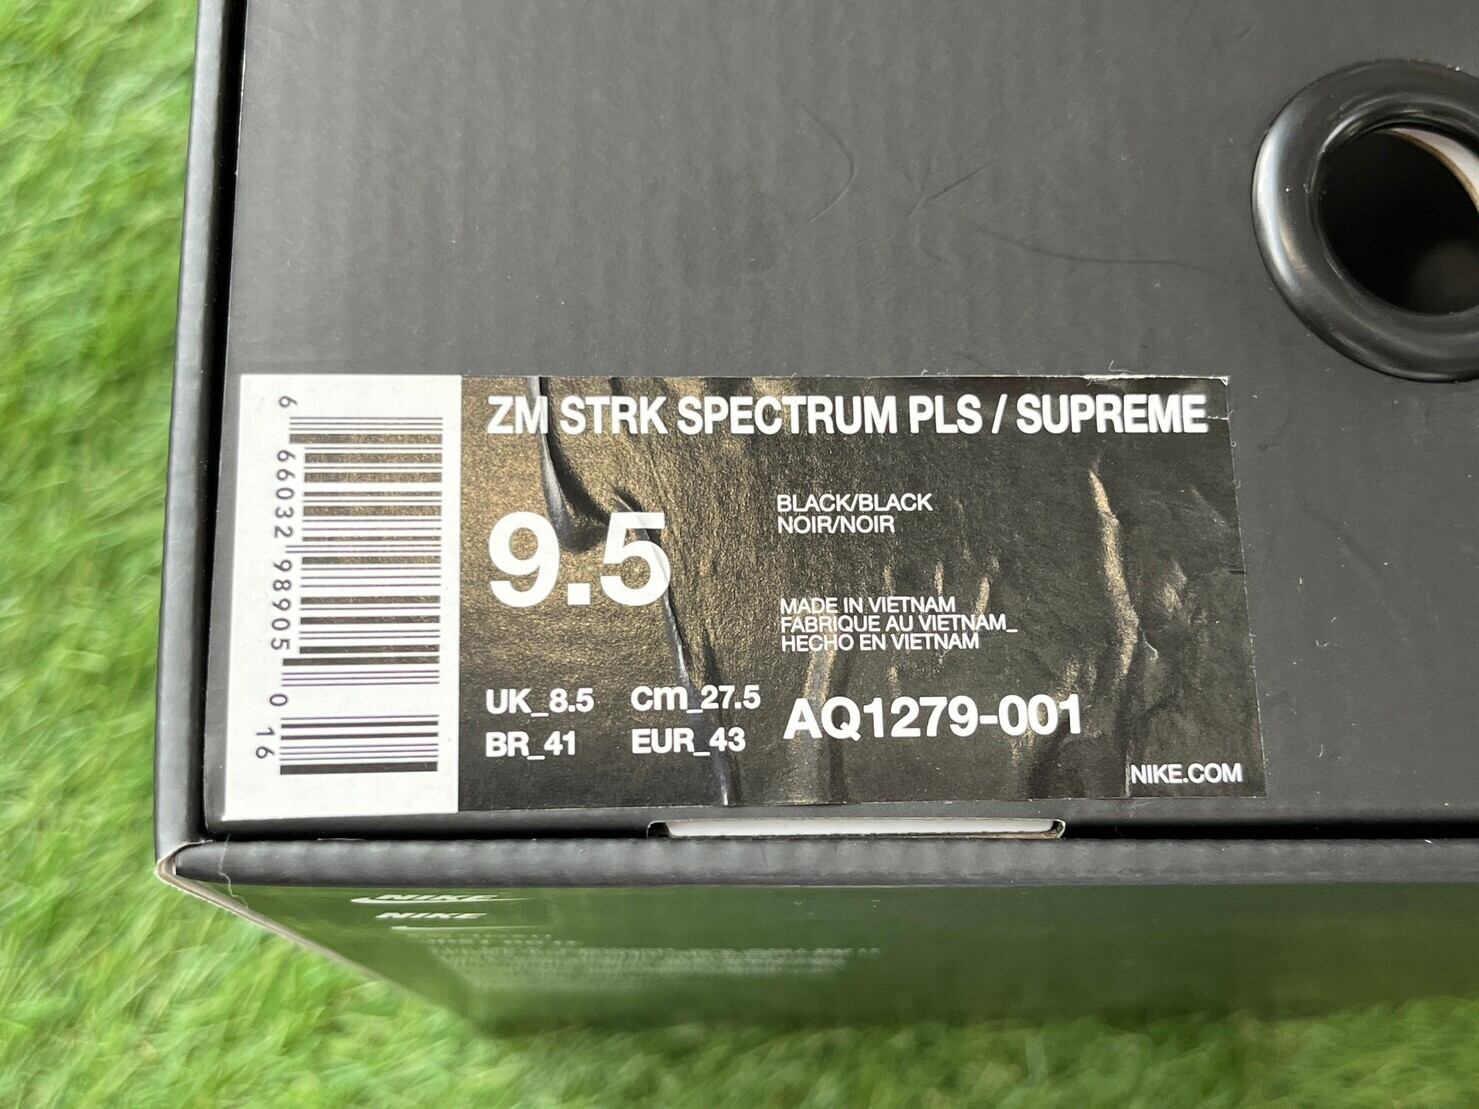 ZM STRK SPECTRUM PLS / SUPREME
9.5
BLACK/BLACK
NOIR/NOIR
MADE IN VIETNAM
FABRIQUE AU VIETNAM_
HECHO EN VIETNAM
UK_8.5 Cm_27.5
BR_41 EUR_43
AQ1279-001
NIKE.COM
6 66032 98905 0 16
NIKE
NIKE